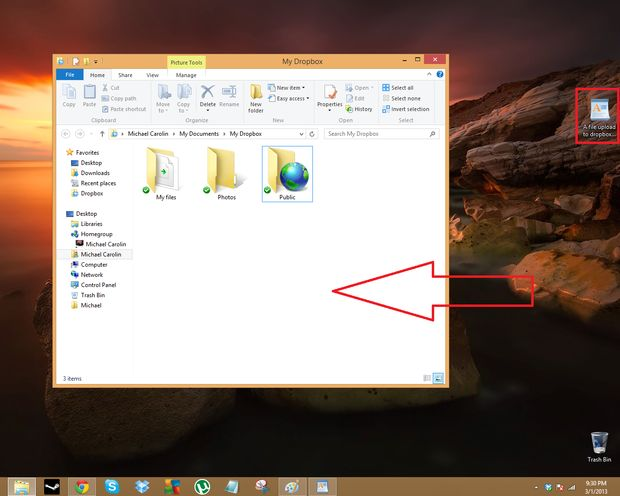 Picture Tools
My Dropbox
File
Home
Share
View
Manage
Copy
Paste
Cut
Copy path
Paste shortcut
Clipboard
Move to
Copy to
Delete
Rename
Organize
New folder
New item
Easy access
New
Properties
Open
Edit
History
Open
Select all
Select none
Invert selection
Select
Michael Carolin
My Documents
My Dropbox
Search My Dropbox
Favorites
Desktop
Downloads
Recent places
Dropbox
Desktop
Libraries
Homegroup
Michael Carolin
Michael Carolin
Computer
Network
Control Panel
Trash Bin
Michael
My files
Photos
Public
3 items
A file upload
to dropbox...
Trash Bin
9:30 PM
3/1/2013